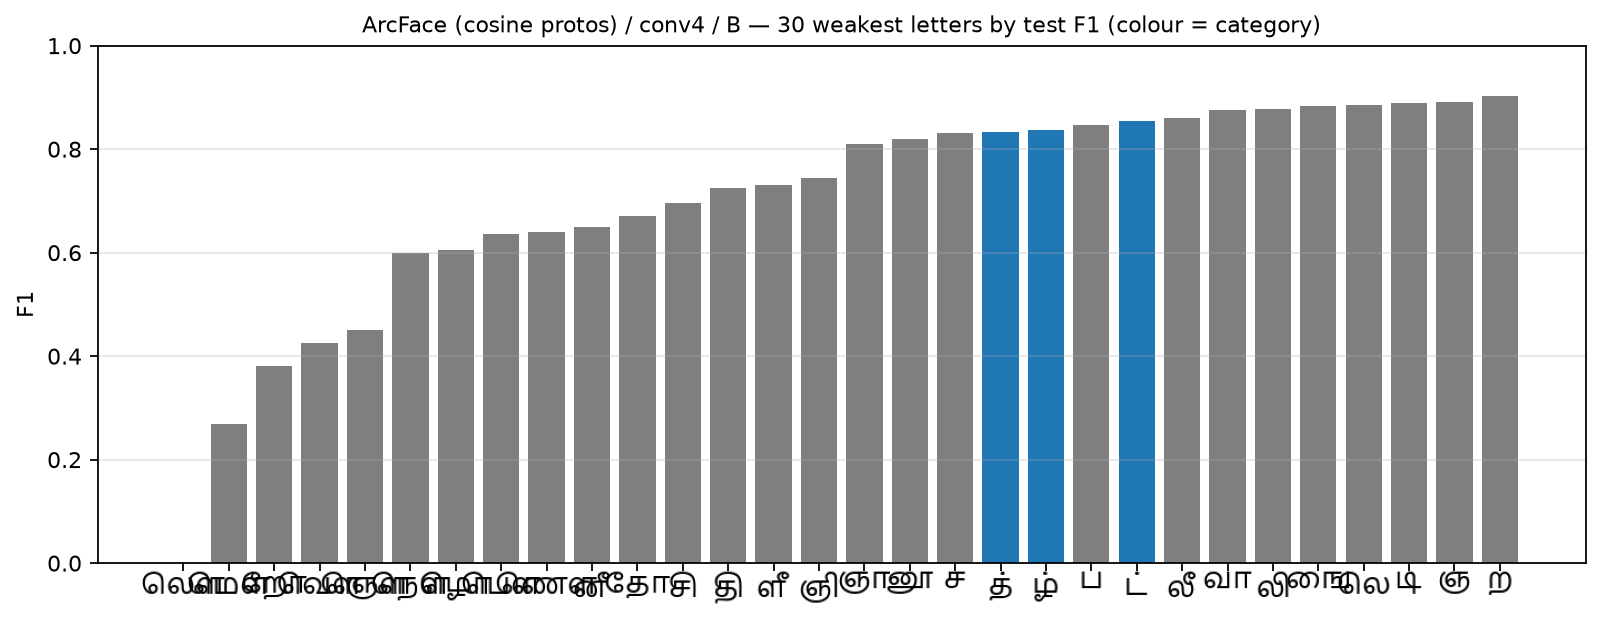 ArcFace (cosine protos) / conv4 / B — 30 weakest letters by test F1 (colour = category)
1.0
0.8
0.6
F1
0.4
0.2
0.0
தோ சி தி ளீ ஞி ஞா னூ ச த் ழ் ப ட் லீ வா லி லெ டி ஞ ற